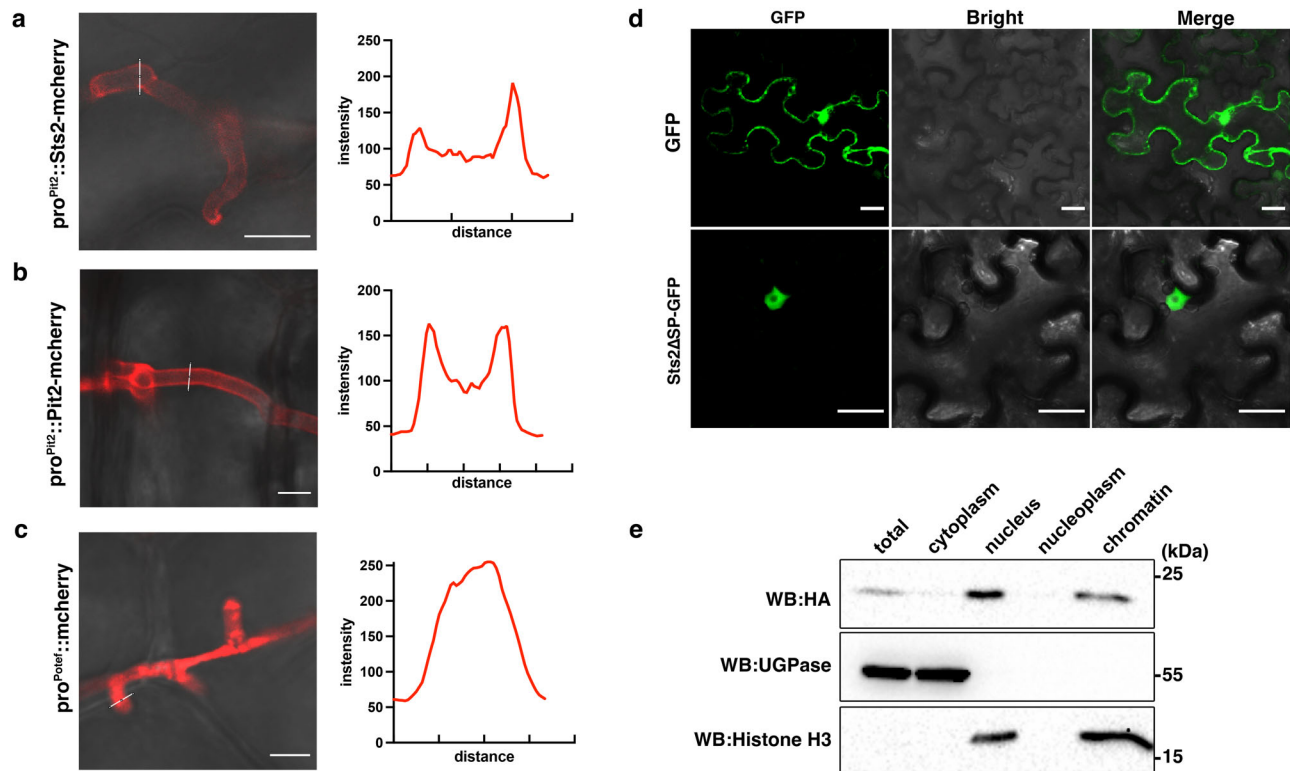 a
pro^Pit2::Sts2-mcherry
250
200
150
100
50
0
instensity
distance
b
pro^Pit2::Pit2-mcherry
200
150
100
50
0
instensity
distance
c
pro^Potef::mcherry
250
200
150
100
50
0
instensity
distance
d
GFP Bright Merge
GFP
Sts2ΔSP-GFP
e
total cytoplasm nucleus nucleoplasm chromatin (kDa)
WB:HA
-25
WB:UGPase
-55
WB:Histone H3
-15